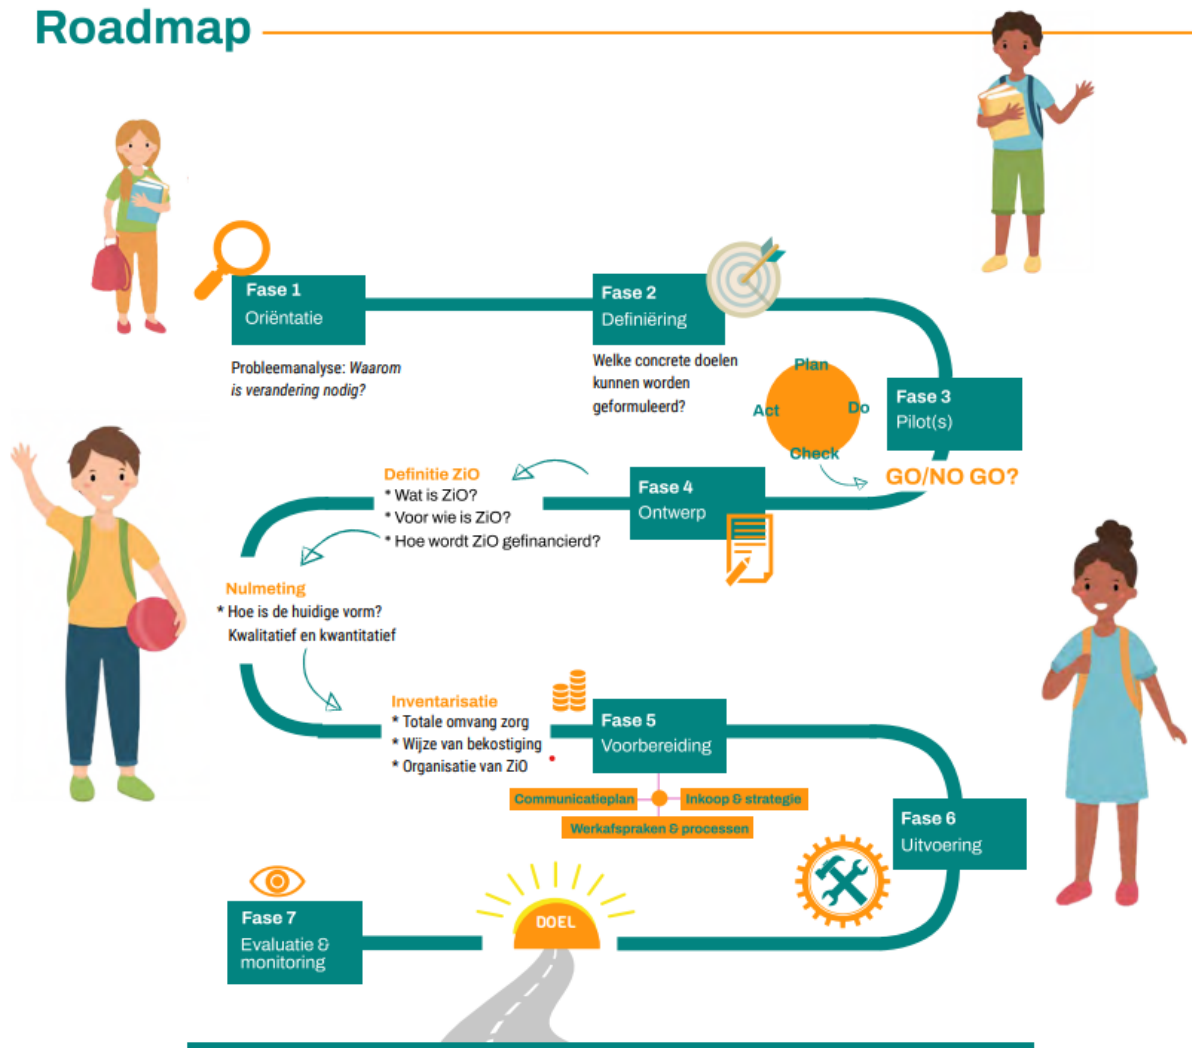 Roadmap
Fase 1
Oriëntatie
Probleemanalyse: Waarom
is verandering nodig?
Fase 2
Definiëring
Welke concrete doelen
kunnen worden
geformuleerd?
Plan
Do
Check
Act
Fase 3
Pilot(s)
GO/NO GO?
Fase 4
Ontwerp
Definitie ZiO
* Wat is ZiO?
* Voor wie is ZiO?
* Hoe wordt ZiO gefinancierd?
Nulmeting
* Hoe is de huidige vorm?
Kwalitatief en kwantitatief
Inventarisatie
* Totale omvang zorg
* Wijze van bekostiging
* Organisatie van ZiO
Fase 5
Voorbereiding
Communicatieplan
Inkoop & strategie
Werkafspraken & processen
Fase 6
Uitvoering
DOEL
Fase 7
Evaluatie &
monitoring